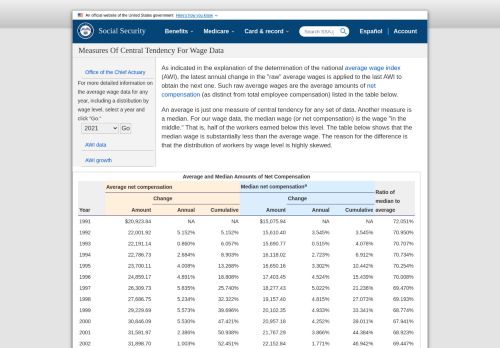 An official website of the United States government Here's how you know
Social Security
Benefits Medicare Card & record Search SSA.g Español Account
Measures Of Central Tendency For Wage Data
Office of the Chief Actuary
For more detailed information on the average wage data for any year, including a distribution by wage level, select a year and click "Go."
2021 Go
AWI data
AWI growth
As indicated in the explanation of the determination of the national average wage index
(AWI), the latest annual change in the "raw" average wages is applied to the last AWI to
obtain the next one. Such raw average wages are the average amounts of net
compensation (as distinct from total employee compensation) listed in the table below.
An average is just one measure of central tendency for any set of data. Another measure is
a median. For our wage data, the median wage (or net compensation) is the wage "in the
middle." That is, half of the workers earned below this level. The table below shows that the
median wage is substantially less than the average wage. The reason for the difference is
that the distribution of workers by wage level is highly skewed.
Average and Median Amounts of Net Compensation
Average net compensation Median net compensation a Ratio of median to average
Change Change
Year Amount Annual Cumulative Amount Annual Cumulative
1991 $20,923.84 NA NA $15,075.94 NA NA 72.051%
1992 22,001.92 5.152% 5.152% 15,610.40 3.545% 3.545% 70.950%
1993 22,191.14 0.860% 6.057% 15,690.77 0.515% 4.078% 70.707%
1994 22,786.73 2.684% 8.903% 16,118.02 2.723% 6.912% 70.734%
1995 23,700.11 4.008% 13.268% 16,650.16 3.302% 10.442% 70.254%
1996 24,859.17 4.891% 18.808% 17,403.45 4.524% 15.439% 70.008%
1997 26,309.73 5.835% 25.740% 18,277.43 5.022% 21.236% 69.470%
1998 27,686.75 5.234% 32.322% 19,157.40 4.815% 27.073% 69.193%
1999 29,229.69 5.573% 39.696% 20,102.35 4.933% 33.341% 68.774%
2000 30,846.09 5.530% 47.421% 20,957.18 4.252% 39.011% 67.941%
2001 31,581.97 2.386% 50.938% 21,767.29 3.866% 44.384% 68.923%
2002 31,898.70 1.003% 52.451% 22,152.84 1.771% 46.942% 69.447%